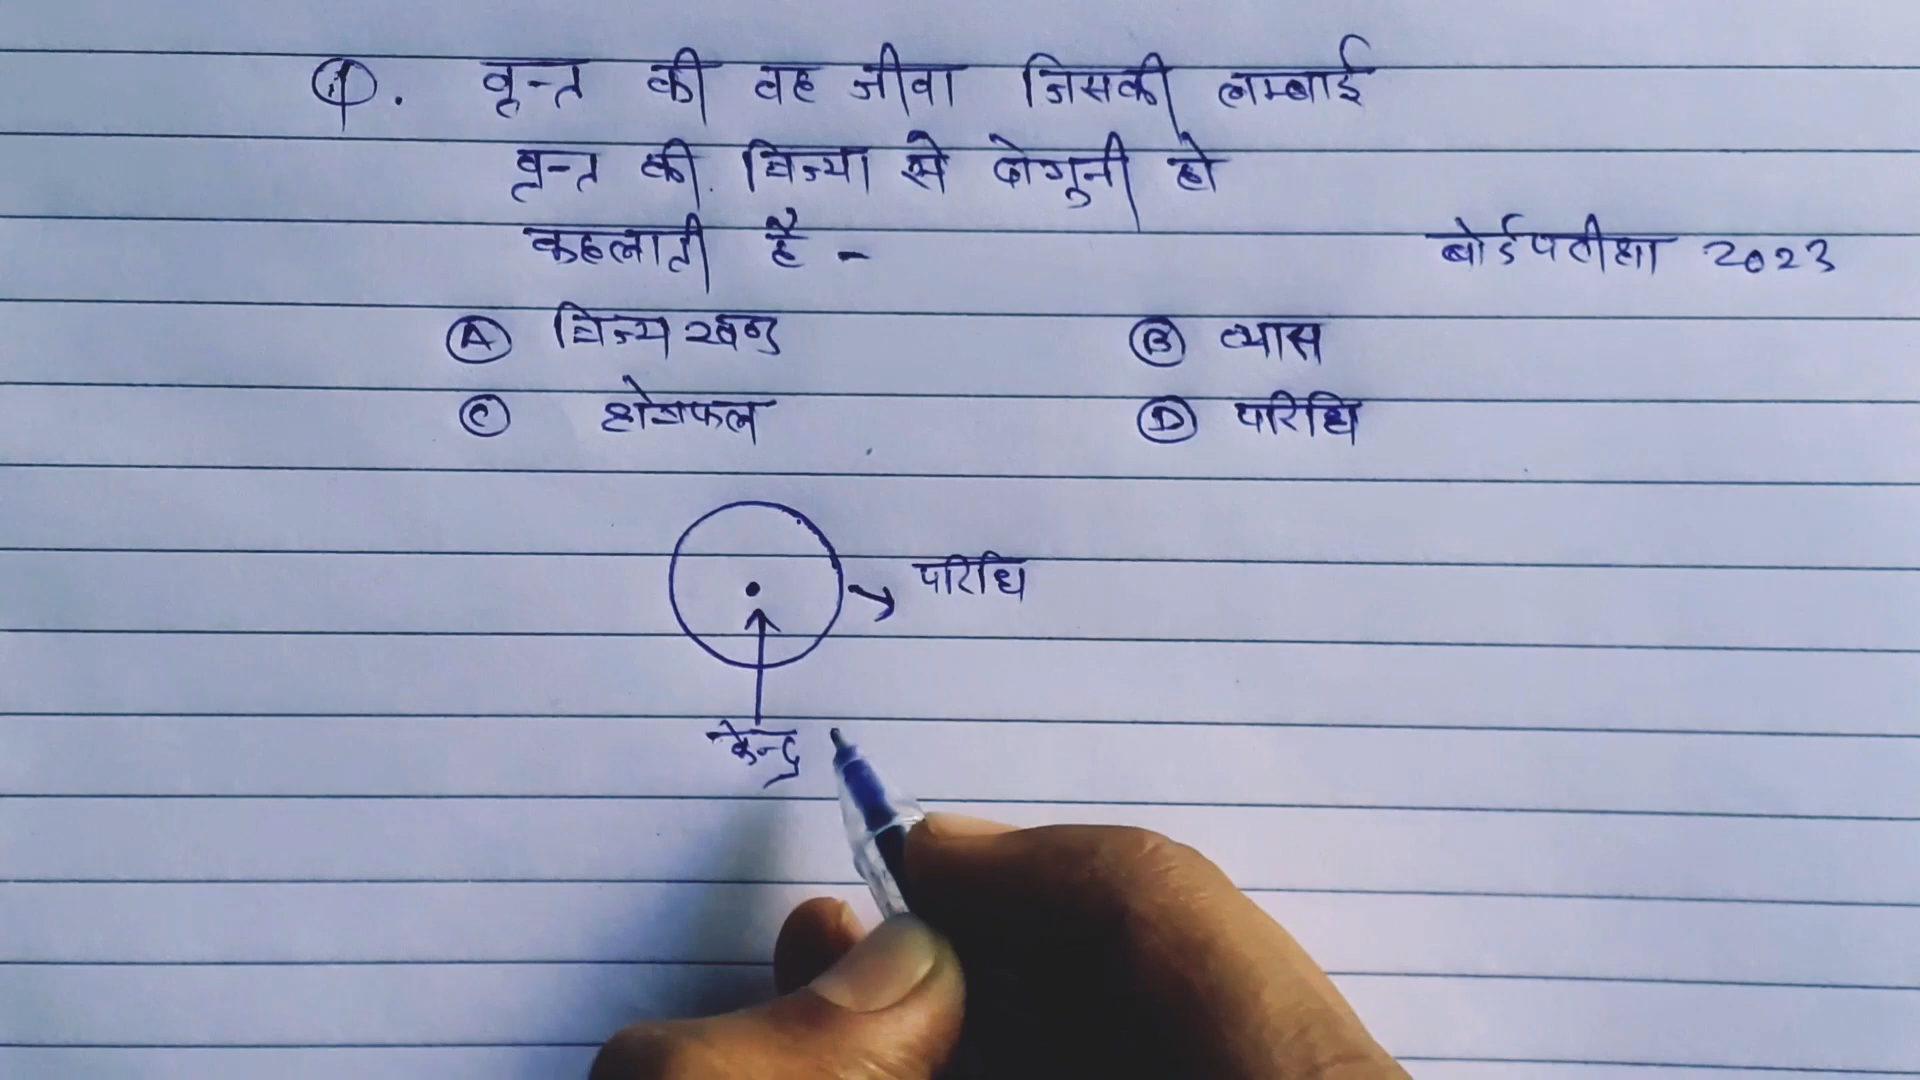 1. वृत्त की वह जीवा जिसकी लम्बाई
वृत्त की त्रिज्या से दोगुनी हो
कहलाती है -
बोर्ड परीक्षा 2023
A त्रिज्य खण्ड
B व्यास
C क्षेत्रफल
D परिधि
परिधि
केन्द्र